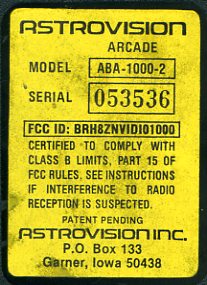 ASTROVISION
ARCADE
MODEL ABA-1000-2
SERIAL 053536
FCC ID: BRH8ZNVIDI01000
CERTIFIED TO COMPLY WITH
CLASS B LIMITS, PART 15 OF
FCC RULES. SEE INSTRUCTIONS
IF INTERFERENCE TO RADIO
RECEPTION IS SUSPECTED.
PATENT PENDING
ASTROVISION INC.
P.O. Box 133
Garner, Iowa 50438